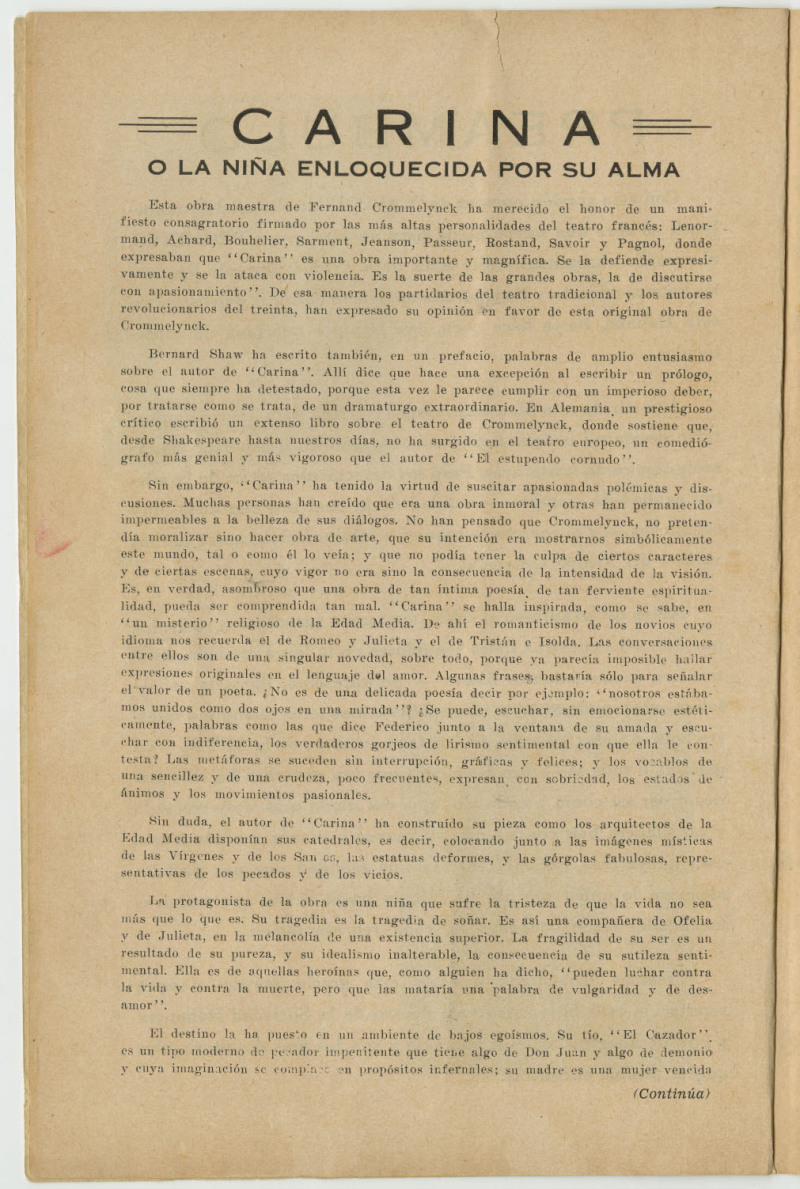 CARINA
O LA NIÑA ENLOQUECIDA POR SU ALMA
Esta obra maestra de Fernand Crommelynck ha merecido el honor de un mani-
fiesto consagratorio firmado por las más altas personalidades del teatro francés: Lenor-
mand, Achard, Bouhelier, Sarment, Jeanson, Passeur, Rostand, Savoir y Pagnol, donde
expresaban que "Carina" es una obra importante y magnífica. Se la defiende expresi-
vamente y se la ataca con violencia. Es la suerte de las grandes obras, la de discutirse
con apasionamiento". De esa manera los partidarios del teatro tradicional y los autores
revolucionarios del treinta, han expresado su opinión en favor de esta original obra de
Crommelynck.
Bernard Shaw ha escrito también, en un prefacio, palabras de amplio entusiasmo
sobre el autor de "Carina". Allí dice que hace una excepción al escribir un prólogo,
cosa que siempre ha detestado, porque esta vez le parece cumplir con un imperioso deber,
por tratarse como se trata, de un dramaturgo extraordinario. En Alemania, un prestigioso
crítico escribió un extenso libro sobre el teatro de Crommelynck, donde sostiene que,
desde Shakespeare hasta nuestros días, no ha surgido en el teatro europeo, un comedió-
grafo más genial y más vigoroso que el autor de "El estupendo cornudo".
Sin embargo, "Carina" ha tenido la virtud de suscitar apasionadas polémicas y dis-
cusiones. Muchas personas han creído que era una obra inmoral y otras han permanecido
impermeables a la belleza de sus diálogos. No han pensado que Crommelynck, no preten-
día moralizar sino hacer obra de arte, que su intención era mostrarnos simbólicamente
este mundo, tal o como él lo veía; y que no podía tener la culpa de ciertos caracteres
y de ciertas escenas, cuyo vigor no era sino la consecuencia de la intensidad de la visión.
Es, en verdad, asombroso que una obra de tan íntima poesía, de tan ferviente espiritua-
lidad, pueda ser comprendida tan mal. "Carina" se halla inspirada, como se sabe, en
"un misterio" religioso de la Edad Media. De ahí el romanticismo de los novios cuyo
idioma nos recuerda el de Romeo y Julieta y el de Tristán e Isolda. Las conversaciones
entre ellos son de una singular novedad, sobre todo, porque ya parecía imposible hallar
expresiones originales en el lenguaje del amor. Algunas frases, bastaría sólo para señalar
el valor de un poeta. ¿No es de una delicada poesía decir por ejemplo: "nosotros estába-
mos unidos como dos ojos en una mirada"? ¿Se puede, escuchar, sin emocionarse estéti-
camente, palabras como las que dice Federico junto a la ventana de su amada y escu-
char con indiferencia, los verdaderos gorjeos de lirismo sentimental con que ella le con-
testa? Las metáforas se suceden sin interrupción, gráficas y felices; y los vocablos de
una sencillez y de una crudeza, poco frecuentes, expresan, con sobriedad, los estados de
ánimos y los movimientos pasionales.
Sin duda, el autor de "Carina" ha construído su pieza como los arquitectos de la
Edad Media disponían sus catedrales, es decir, colocando junto a las imágenes místicas
de las Vírgenes y de los San os, las estatuas deformes, y las górgolas fabulosas, repre-
sentativas de los pecados y de los vicios.
La protagonista de la obra es una niña que sufre la tristeza de que la vida no sea
más que lo que es. Su tragedia es la tragedia de soñar. Es así una compañera de Ofelia
y de Julieta, en la melancolía de una existencia superior. La fragilidad de su ser es un
resultado de su pureza, y su idealismo inalterable, la consecuencia de su sutileza senti-
mental. Ella es de aquellas heroínas que, como alguien ha dicho, "pueden luchar contra
la vida y contra la muerte, pero que las mataría una palabra de vulgaridad y de des-
amor".
El destino la ha puesto en un ambiente de bajos egoísmos. Su tío, "El Cazador",
es un tipo moderno de pecador impenitente que tiene algo de Don Juan y algo de demonio
y cuya imaginación se complace en propósitos infernales; su madre es una mujer vencida
(Continúa)